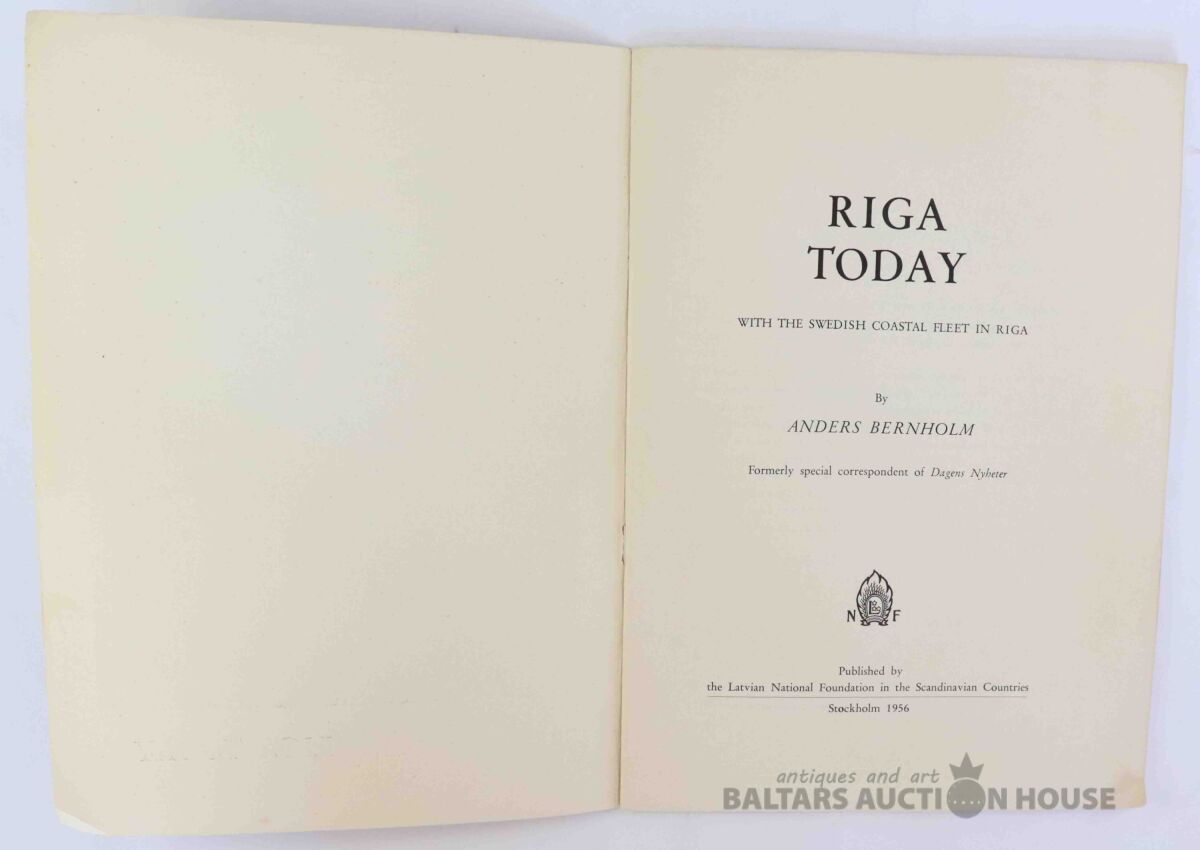 RIGA
TODAY
WITH THE SWEDISH COASTAL FLEET IN RIGA
By
ANDERS BERNHOLM
Formerly special correspondent of Dagens Nyheter
N L F
Published by
the Latvian National Foundation in the Scandinavian Countries
Stockholm 1956
antiques and art
BALTARS AUCTION HOUSE